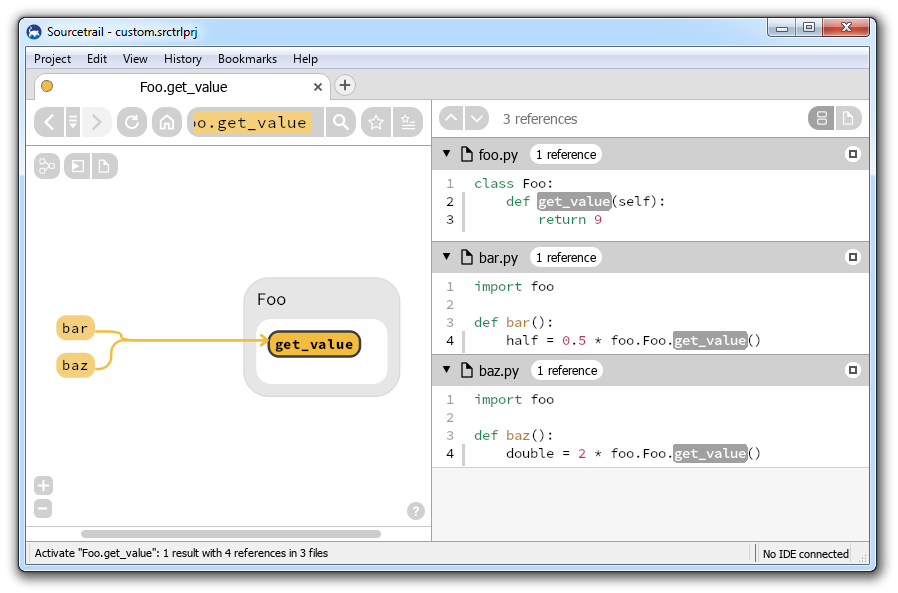 Sourcetrail - custom.srctrlprj
Project Edit View History Bookmarks Help
Foo.get_value
o.get_value
3 references
foo.py 1 reference
1 class Foo:
2     def get_value(self):
3         return 9
bar.py 1 reference
1 import foo
2
3 def bar():
4     half = 0.5 * foo.Foo.get_value()
baz.py 1 reference
1 import foo
2
3 def baz():
4     double = 2 * foo.Foo.get_value()
Foo
get_value
bar
baz
?
Activate "Foo.get_value": 1 result with 4 references in 3 files
No IDE connected